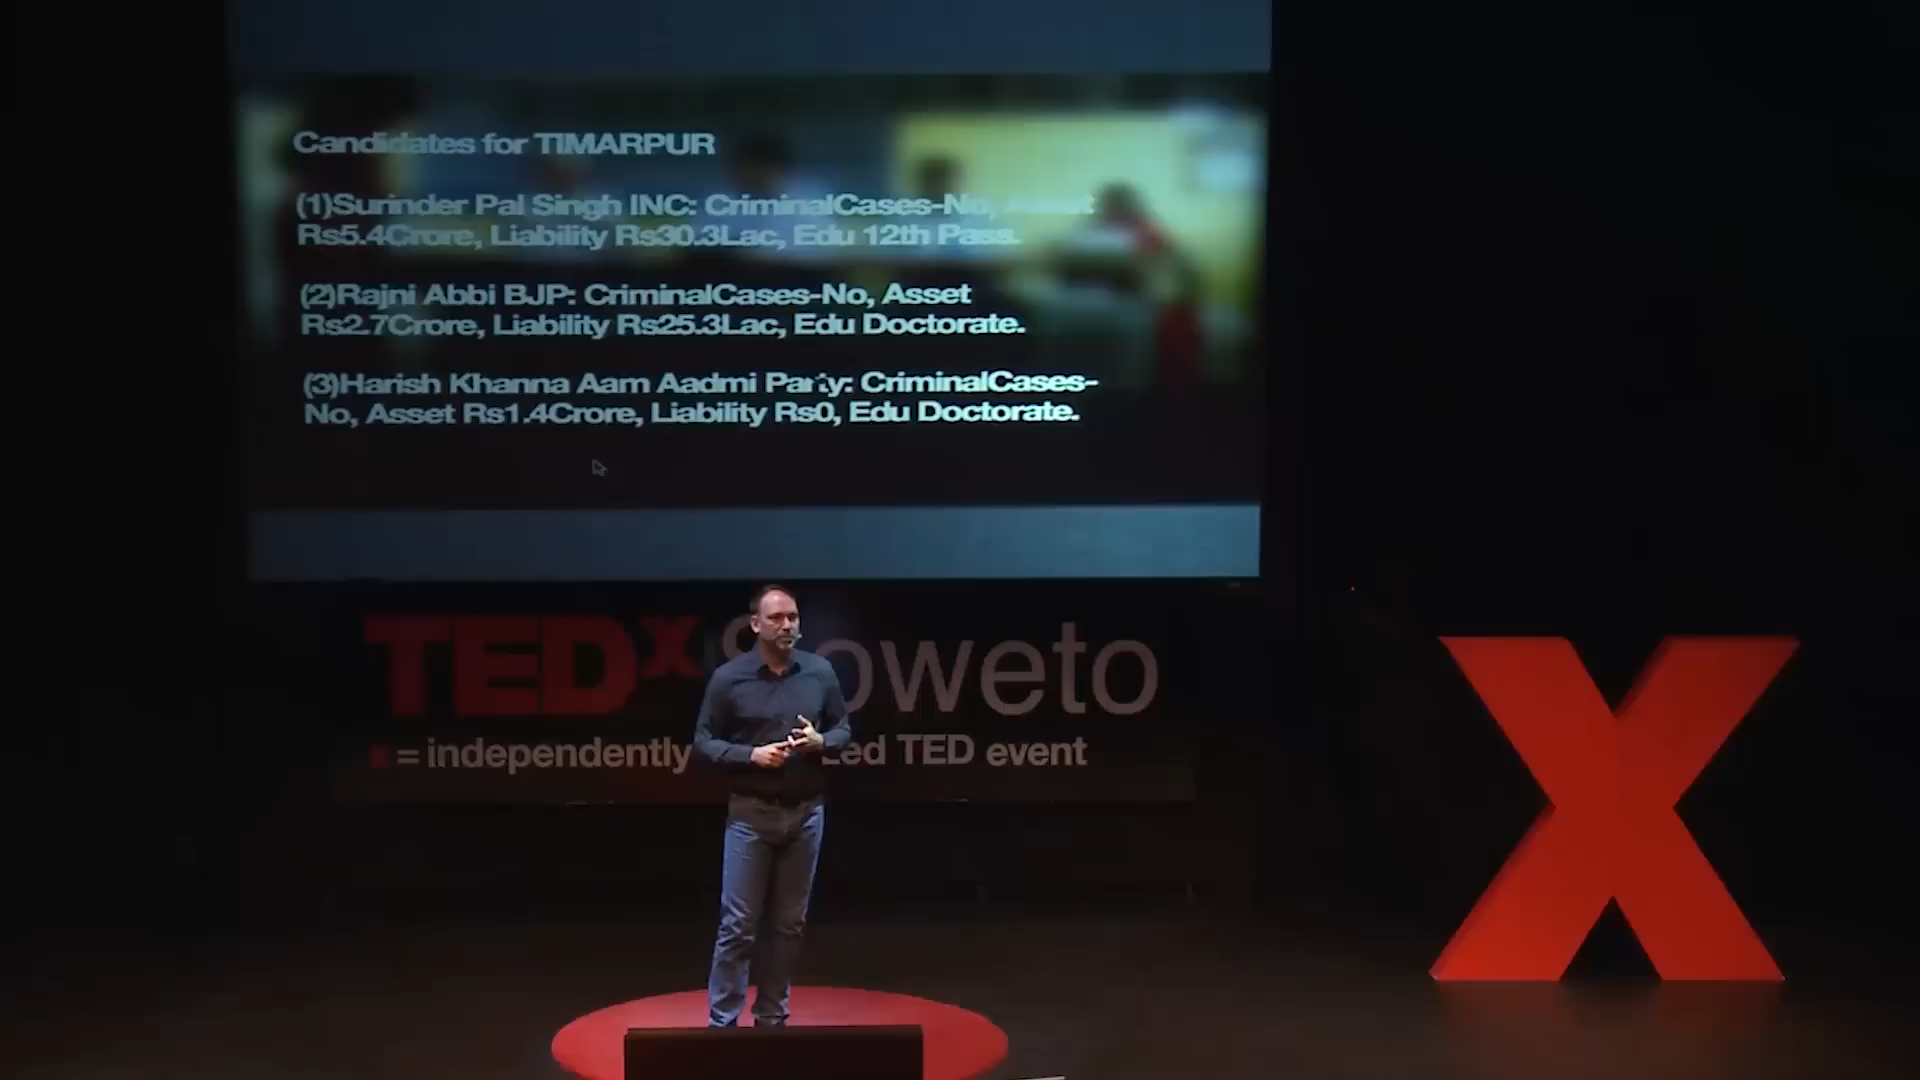 Candidates for TIMARPUR
(1)Surinder Pal Singh INC: CriminalCases-No, Asset
Rs5.4Crore, Liability Rs30.3Lac, Edu 12th Pass.
(2)Rajni Abbi BJP: CriminalCases-No, Asset
Rs2.7Crore, Liability Rs25.3Lac, Edu Doctorate.
(3)Harish Khanna Aam Aadmi Party: CriminalCases-
No, Asset Rs1.4Crore, Liability Rs0, Edu Doctorate.
TEDx Soweto
x = independently TED event
X